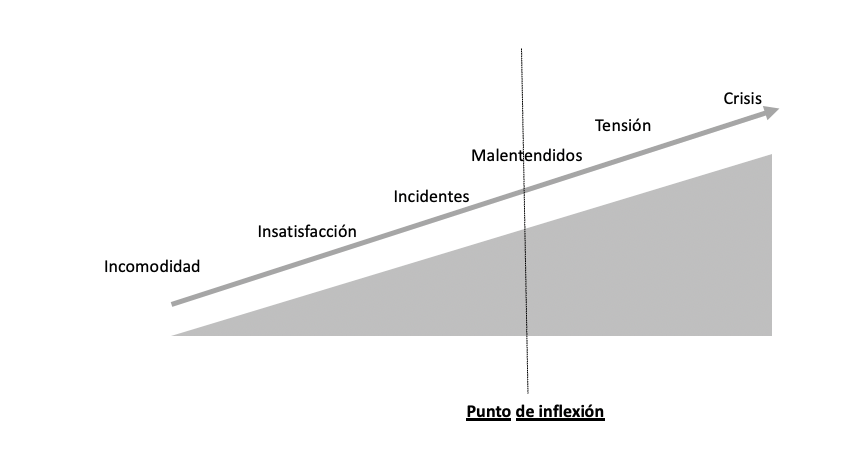 Crisis
Tensión
Malentendidos
Incidentes
Insatisfacción
Incomodidad
Punto de inflexión